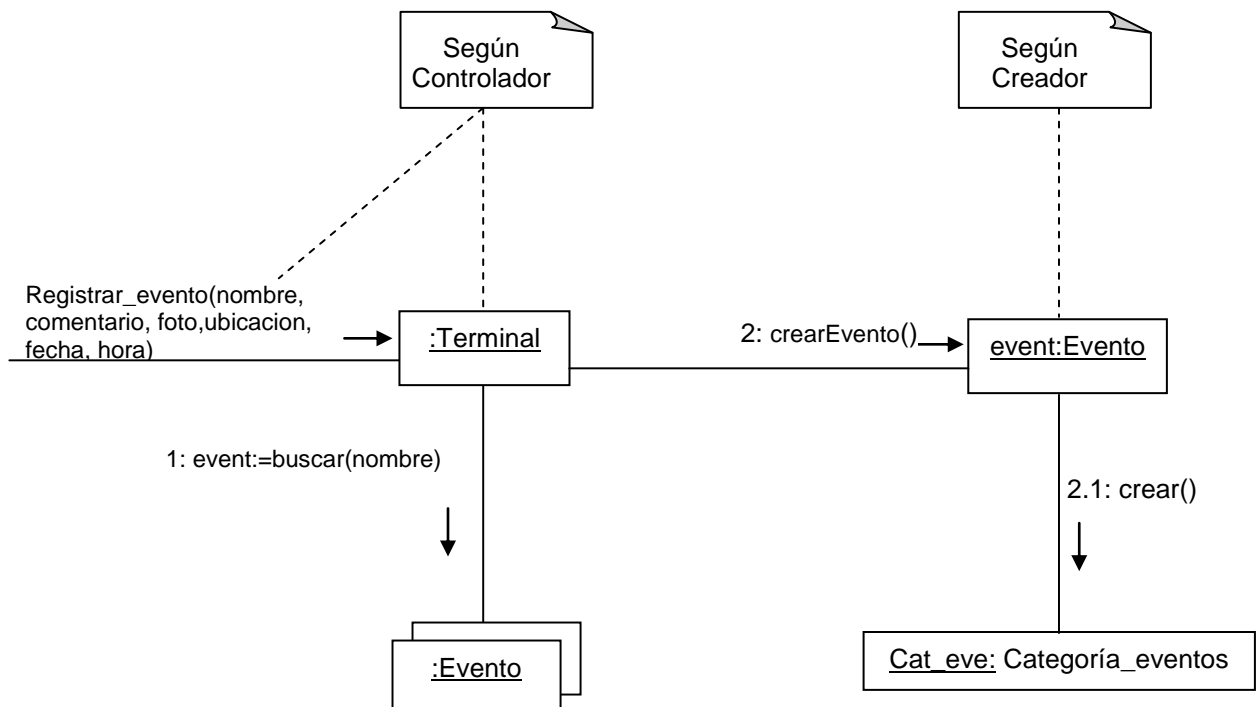 Según
Controlador
Según
Creador
Registrar_evento(nombre,
comentario, foto,ubicacion,
fecha, hora)
:Terminal
2: crearEvento()
event:Evento
1: event:=buscar(nombre)
2.1: crear()
:Evento
Cat_eve: Categoría_eventos